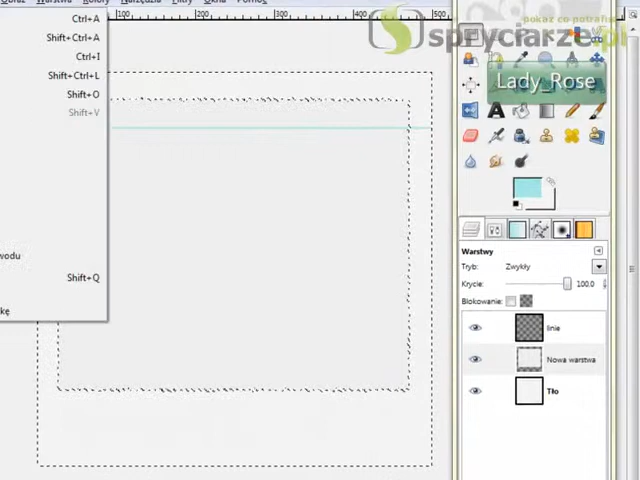 Obraz Warstwa Kolory Narzędzia Filtry Okna Pomoc
100 200 300 400 500
pokaz co potrafisz
spryciarze.pl
Lady_Rose
Ctrl+A
Shift+Ctrl+A
Ctrl+I
Shift+Ctrl+L
Shift+O
Shift+V
wodu
Shift+Q
kę
Warstwy
Tryb: Zwykły
Krycie: 100.0
Blokowanie:
linie
Nowa warstwa
Tło